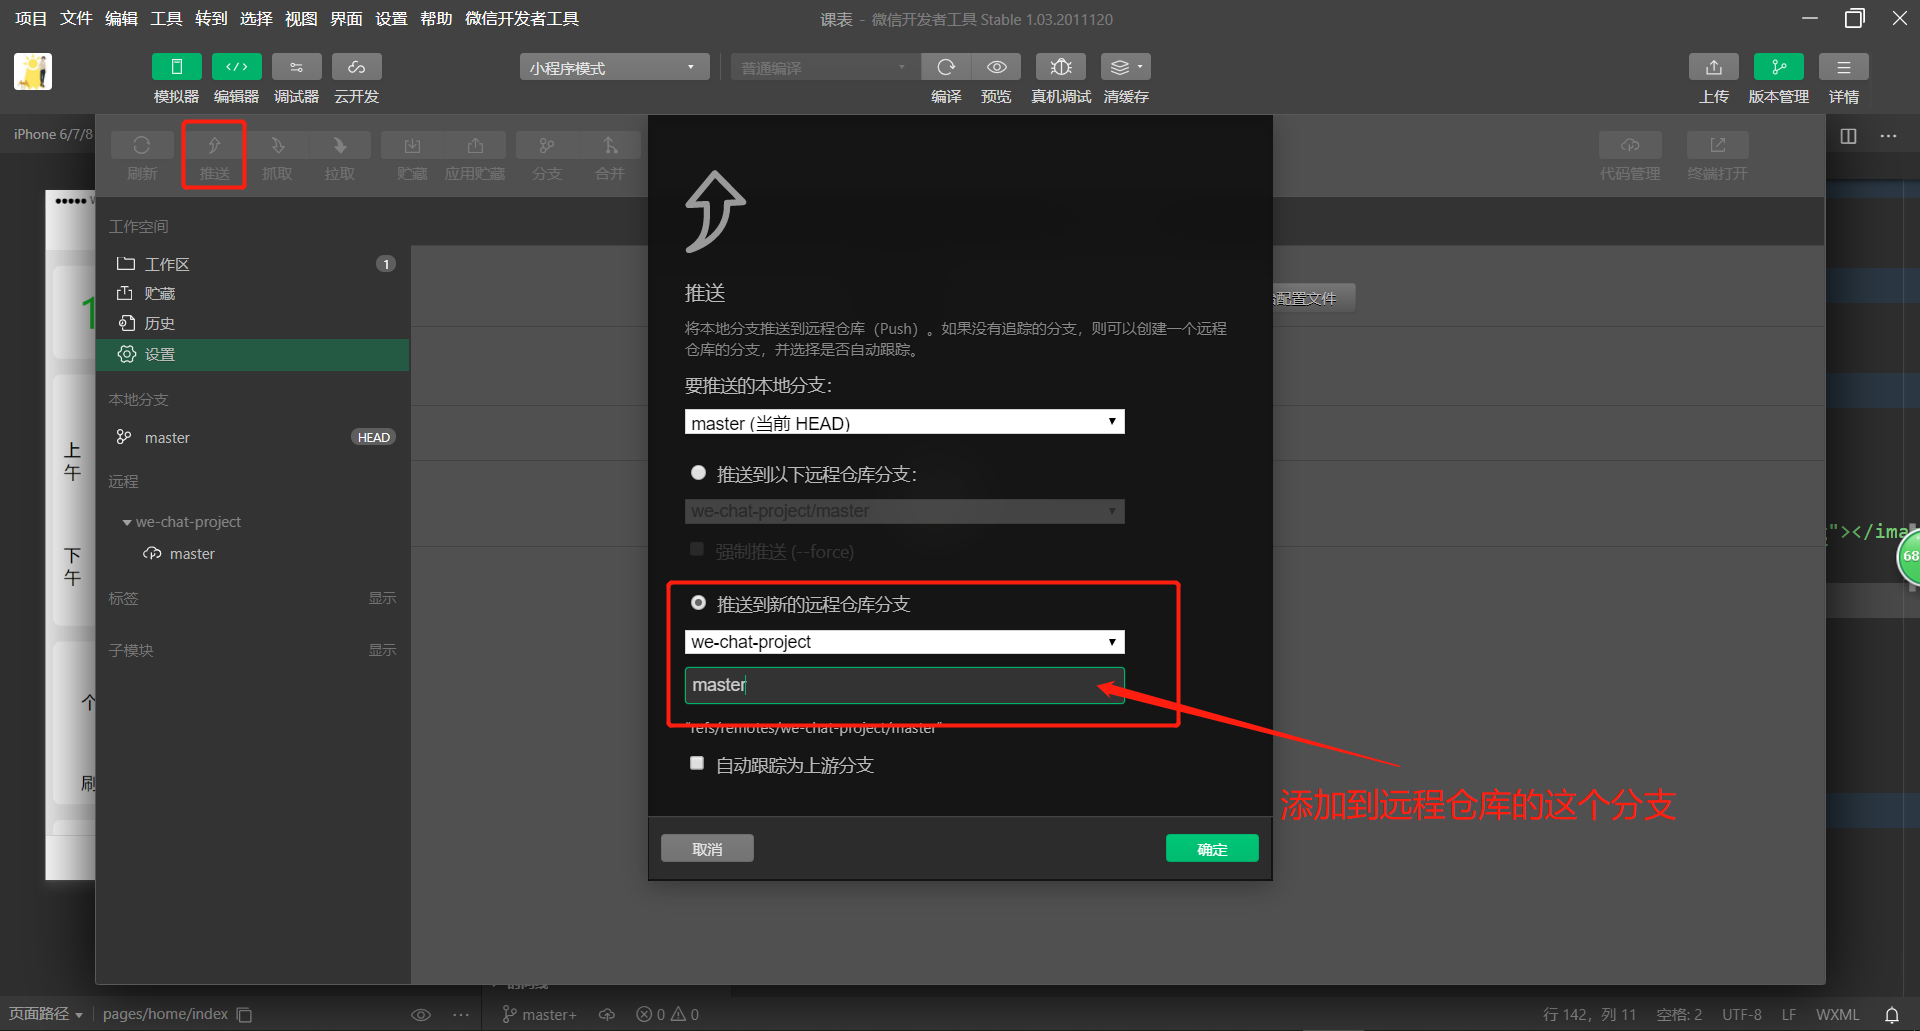 项目 文件 编辑 工具 转到 选择 视图 界面 设置 帮助 微信开发者工具
课表 - 微信开发者工具 Stable 1.03.2011120
小程序模式
普通编译
模拟器 编辑器 调试器 云开发
编译 预览 真机调试 清缓存
上传 版本管理 详情
iPhone 6/7/8
刷新 推送 抓取 拉取 贮藏 应用贮藏 分支 合并
代码管理 终端打开
工作空间
工作区 1
贮藏
历史
设置
本地分支
master HEAD
远程
we-chat-project
master
标签 显示
子模块 显示
上
午
下
午
个
刷
推送
将本地分支推送到远程仓库（Push）。如果没有追踪的分支，则可以创建一个远程
仓库的分支，并选择是否自动跟踪。
要推送的本地分支：
master (当前 HEAD)
推送到以下远程仓库分支：
we-chat-project/master
强制推送 (--force)
推送到新的远程仓库分支
we-chat-project
master
"refs/remotes/we-chat-project/master"
自动跟踪为上游分支
取消 确定
配置文件
"></ima
68
添加到远程仓库的这个分支
页面路径 pages/home/index
master+ 0 0
行 142，列 11 空格: 2 UTF-8 LF WXML